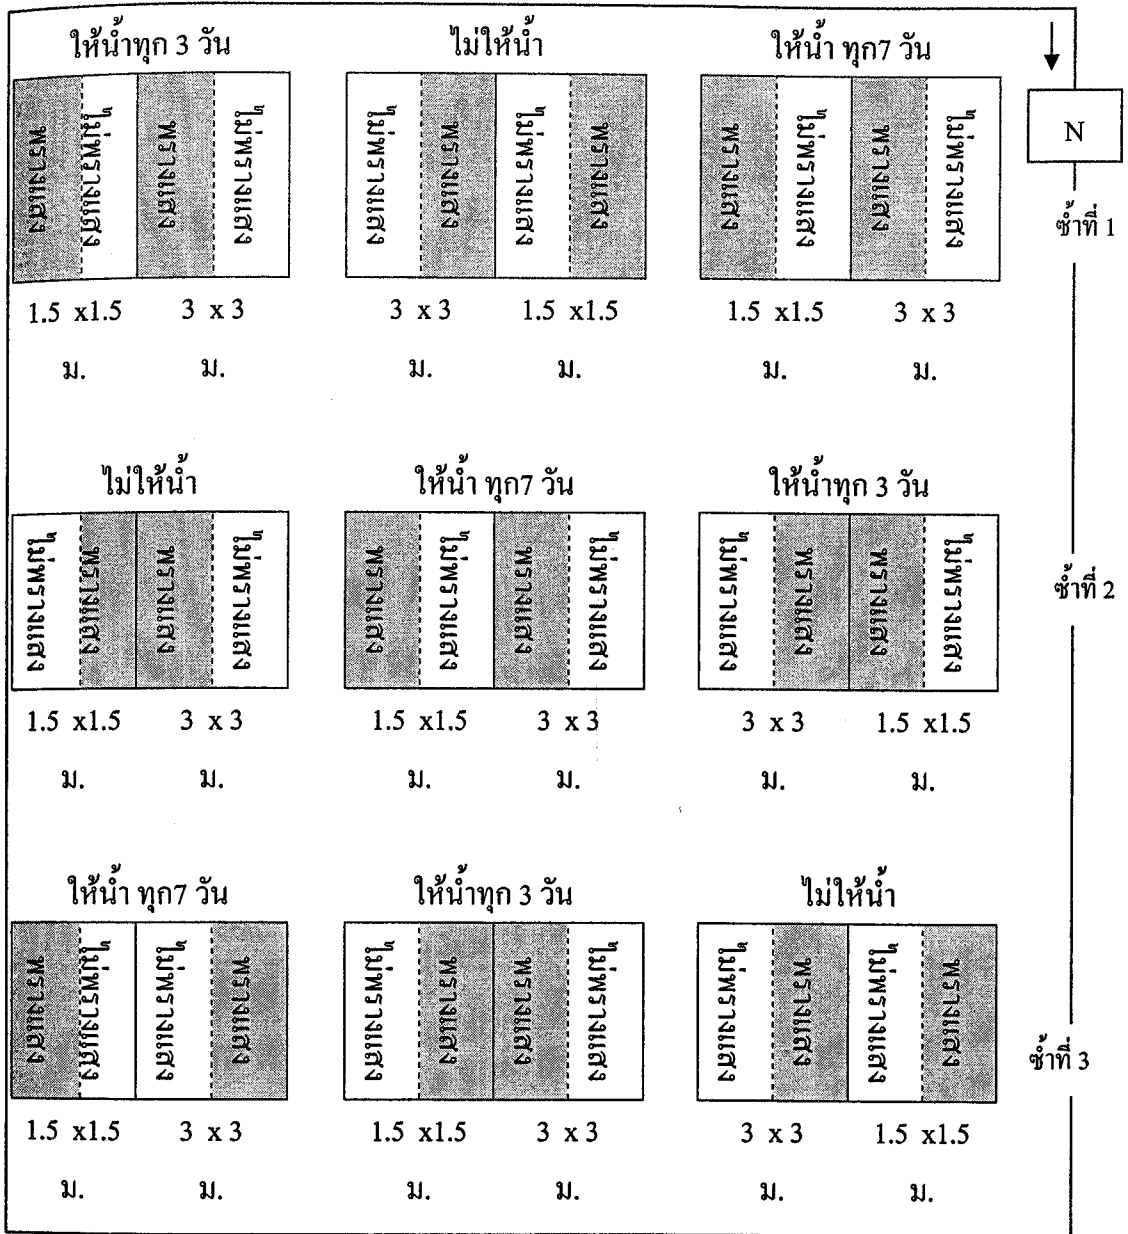 ให้น้ำทุก 3 วัน ไม่ให้น้ำ ให้น้ำ ทุก7 วัน
N
พรางแสง ไม่พรางแสง พรางแสง ไม่พรางแสง ไม่พรางแสง พรางแสง ไม่พรางแสง พรางแสง พรางแสง ไม่พรางแสง พรางแสง ไม่พรางแสง
ซ้ำที่ 1
1.5 x1.5 3 x 3 3 x 3 1.5 x1.5 1.5 x1.5 3 x 3
ม. ม. ม. ม. ม. ม.
ไม่ให้น้ำ ให้น้ำ ทุก7 วัน ให้น้ำทุก 3 วัน
ไม่พรางแสง พรางแสง พรางแสง ไม่พรางแสง พรางแสง ไม่พรางแสง พรางแสง ไม่พรางแสง ไม่พรางแสง พรางแสง พรางแสง ไม่พรางแสง
ซ้ำที่ 2
1.5 x1.5 3 x 3 1.5 x1.5 3 x 3 3 x 3 1.5 x1.5
ม. ม. ม. ม. ม. ม.
ให้น้ำ ทุก7 วัน ให้น้ำทุก 3 วัน ไม่ให้น้ำ
พรางแสง ไม่พรางแสง ไม่พรางแสง พรางแสง ไม่พรางแสง พรางแสง พรางแสง ไม่พรางแสง ไม่พรางแสง พรางแสง ไม่พรางแสง พรางแสง
ซ้ำที่ 3
1.5 x1.5 3 x 3 1.5 x1.5 3 x 3 3 x 3 1.5 x1.5
ม. ม. ม. ม. ม. ม.